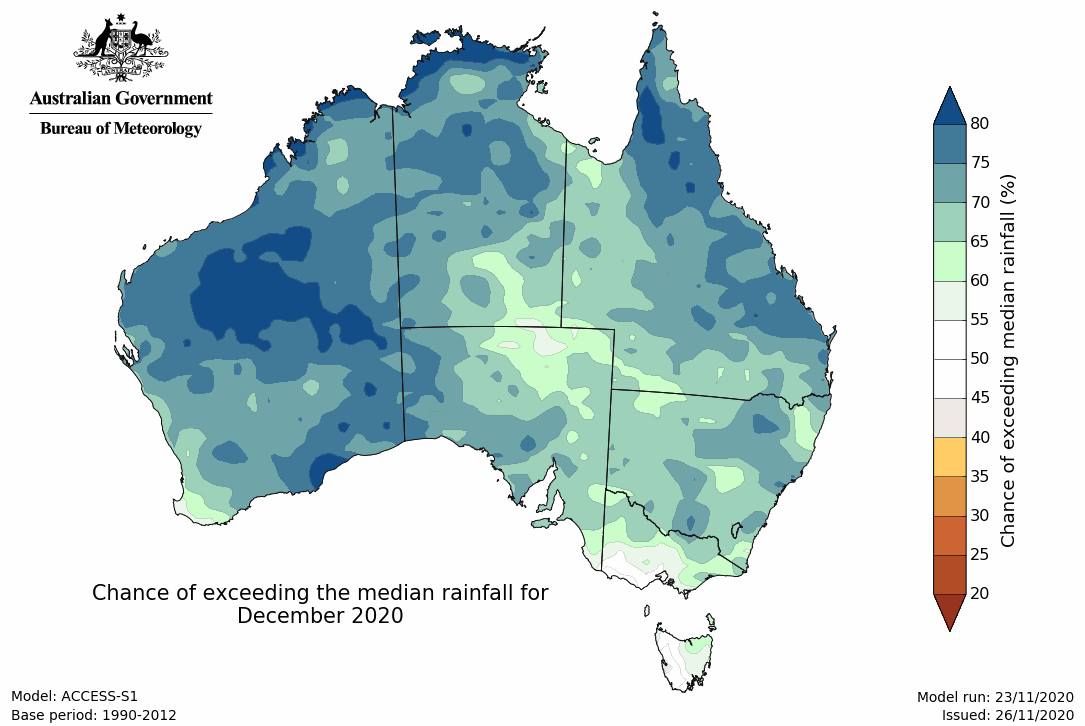 Australian Government
Bureau of Meteorology
80
75
70
65
60
55
50
45
40
35
30
25
20
Chance of exceeding median rainfall (%)
Chance of exceeding the median rainfall for
December 2020
Model: ACCESS-S1
Base period: 1990-2012
Model run: 23/11/2020
Issued: 26/11/2020